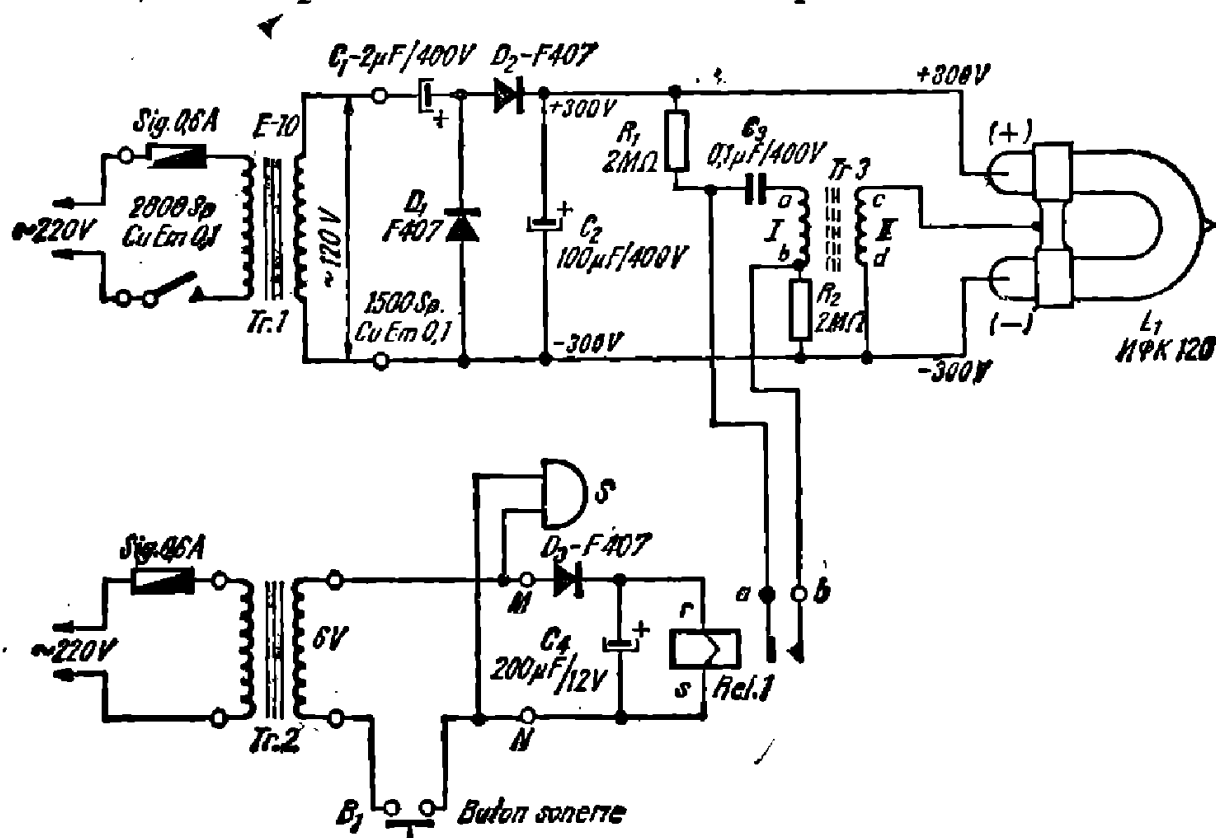 C₁-2µF/400V
D₂-F407
+300V
Sig. 0,6A
E-10
+300V
R₁
2MΩ
C₃
0,1µF/400V
(+)
Tr 3
2808 Sp
Cu Em 0,1
~220V
~120V
D₁
F407
C₂
100µF/400V
a
I
b
c
II
d
R₂
2MΩ
Tr.1
1500 Sp.
Cu Em 0,1
-300V
(-)
-300V
L₁
ИФК 120
S
Sig. 0,6A
D₃-F407
M
a
b
~220V
6V
C₄
200µF/12V
r
s
Rel.1
Tr.2
N
B₁
Buton sonerie